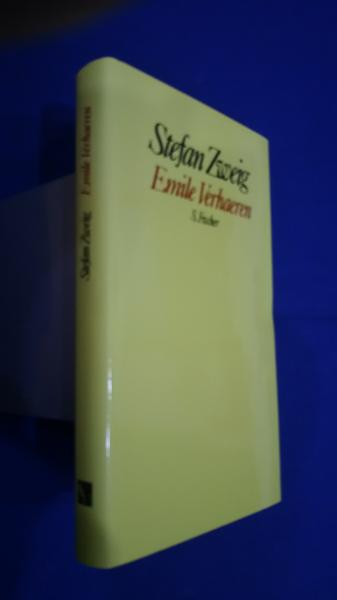 Stefan Zweig
Emile Verhaeren
S. Fischer
Stefan Zweig Emile Verhaeren